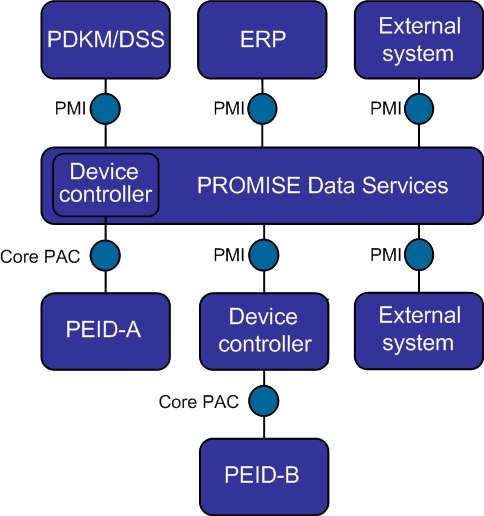 PDKM/DSS
ERP
External
system
PMI
PMI
PMI
Device
controller
PROMISE Data Services
Core PAC
PMI
PMI
PEID-A
Device
controller
External
system
Core PAC
PEID-B